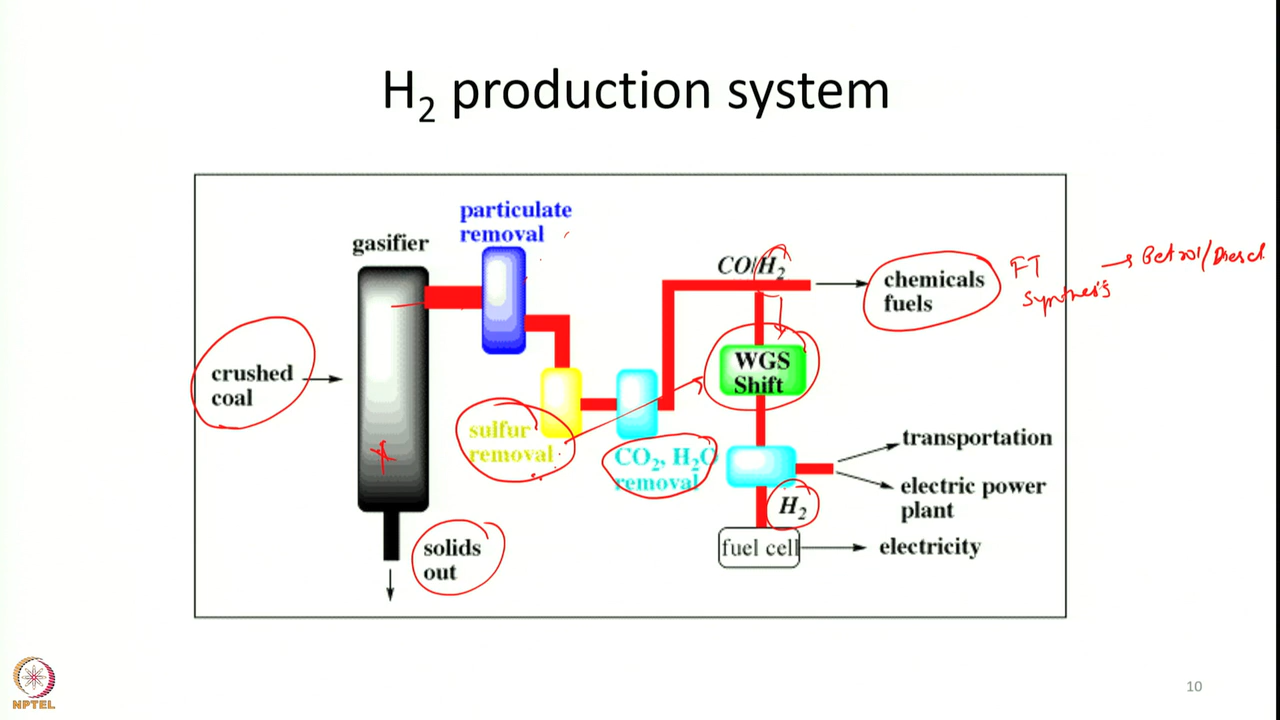 H2 production system
particulate
removal
gasifier
CO/H2
chemicals
fuels
FT
Synthesis
→ Petrol/Diesel
crushed
coal
WGS
Shift
sulfur
removal
CO2, H2O
removal
transportation
electric power
plant
H2
solids
out
fuel cell
electricity
NPTEL
10